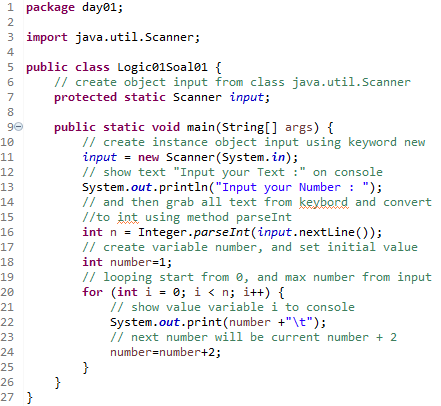 1 package day01;
2
3 import java.util.Scanner;
4
5 public class Logic01Soal01 {
6     // create object input from class java.util.Scanner
7     protected static Scanner input;
8
9     public static void main(String[] args) {
10         // create instance object input using keyword new
11         input = new Scanner(System.in);
12         // show text "Input your Text :" on console
13         System.out.println("Input your Number : ");
14         // and then grab all text from keybord and convert
15         //to int using method parseInt
16         int n = Integer.parseInt(input.nextLine());
17         // create variable number, and set initial value
18         int number=1;
19         // looping start from 0, and max number from input
20         for (int i = 0; i < n; i++) {
21             // show value variable i to console
22             System.out.print(number +"\t");
23             // next number will be current number + 2
24             number=number+2;
25         }
26     }
27 }